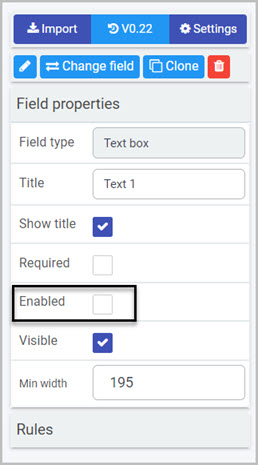 Import V0.22 Settings
Change field Clone
Field properties
Field type Text box
Title Text 1
Show title
Required
Enabled
Visible
Min width 195
Rules